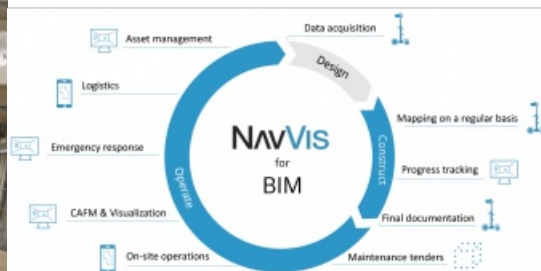 Data acquisition
Asset management
Design
Logistics
Mapping on a regular basis
NAVVIS
for
BIM
Emergency response
Construct
Progress tracking
Operate
CAFM & Visualization
Final documentation
On-site operations
Maintenance tenders